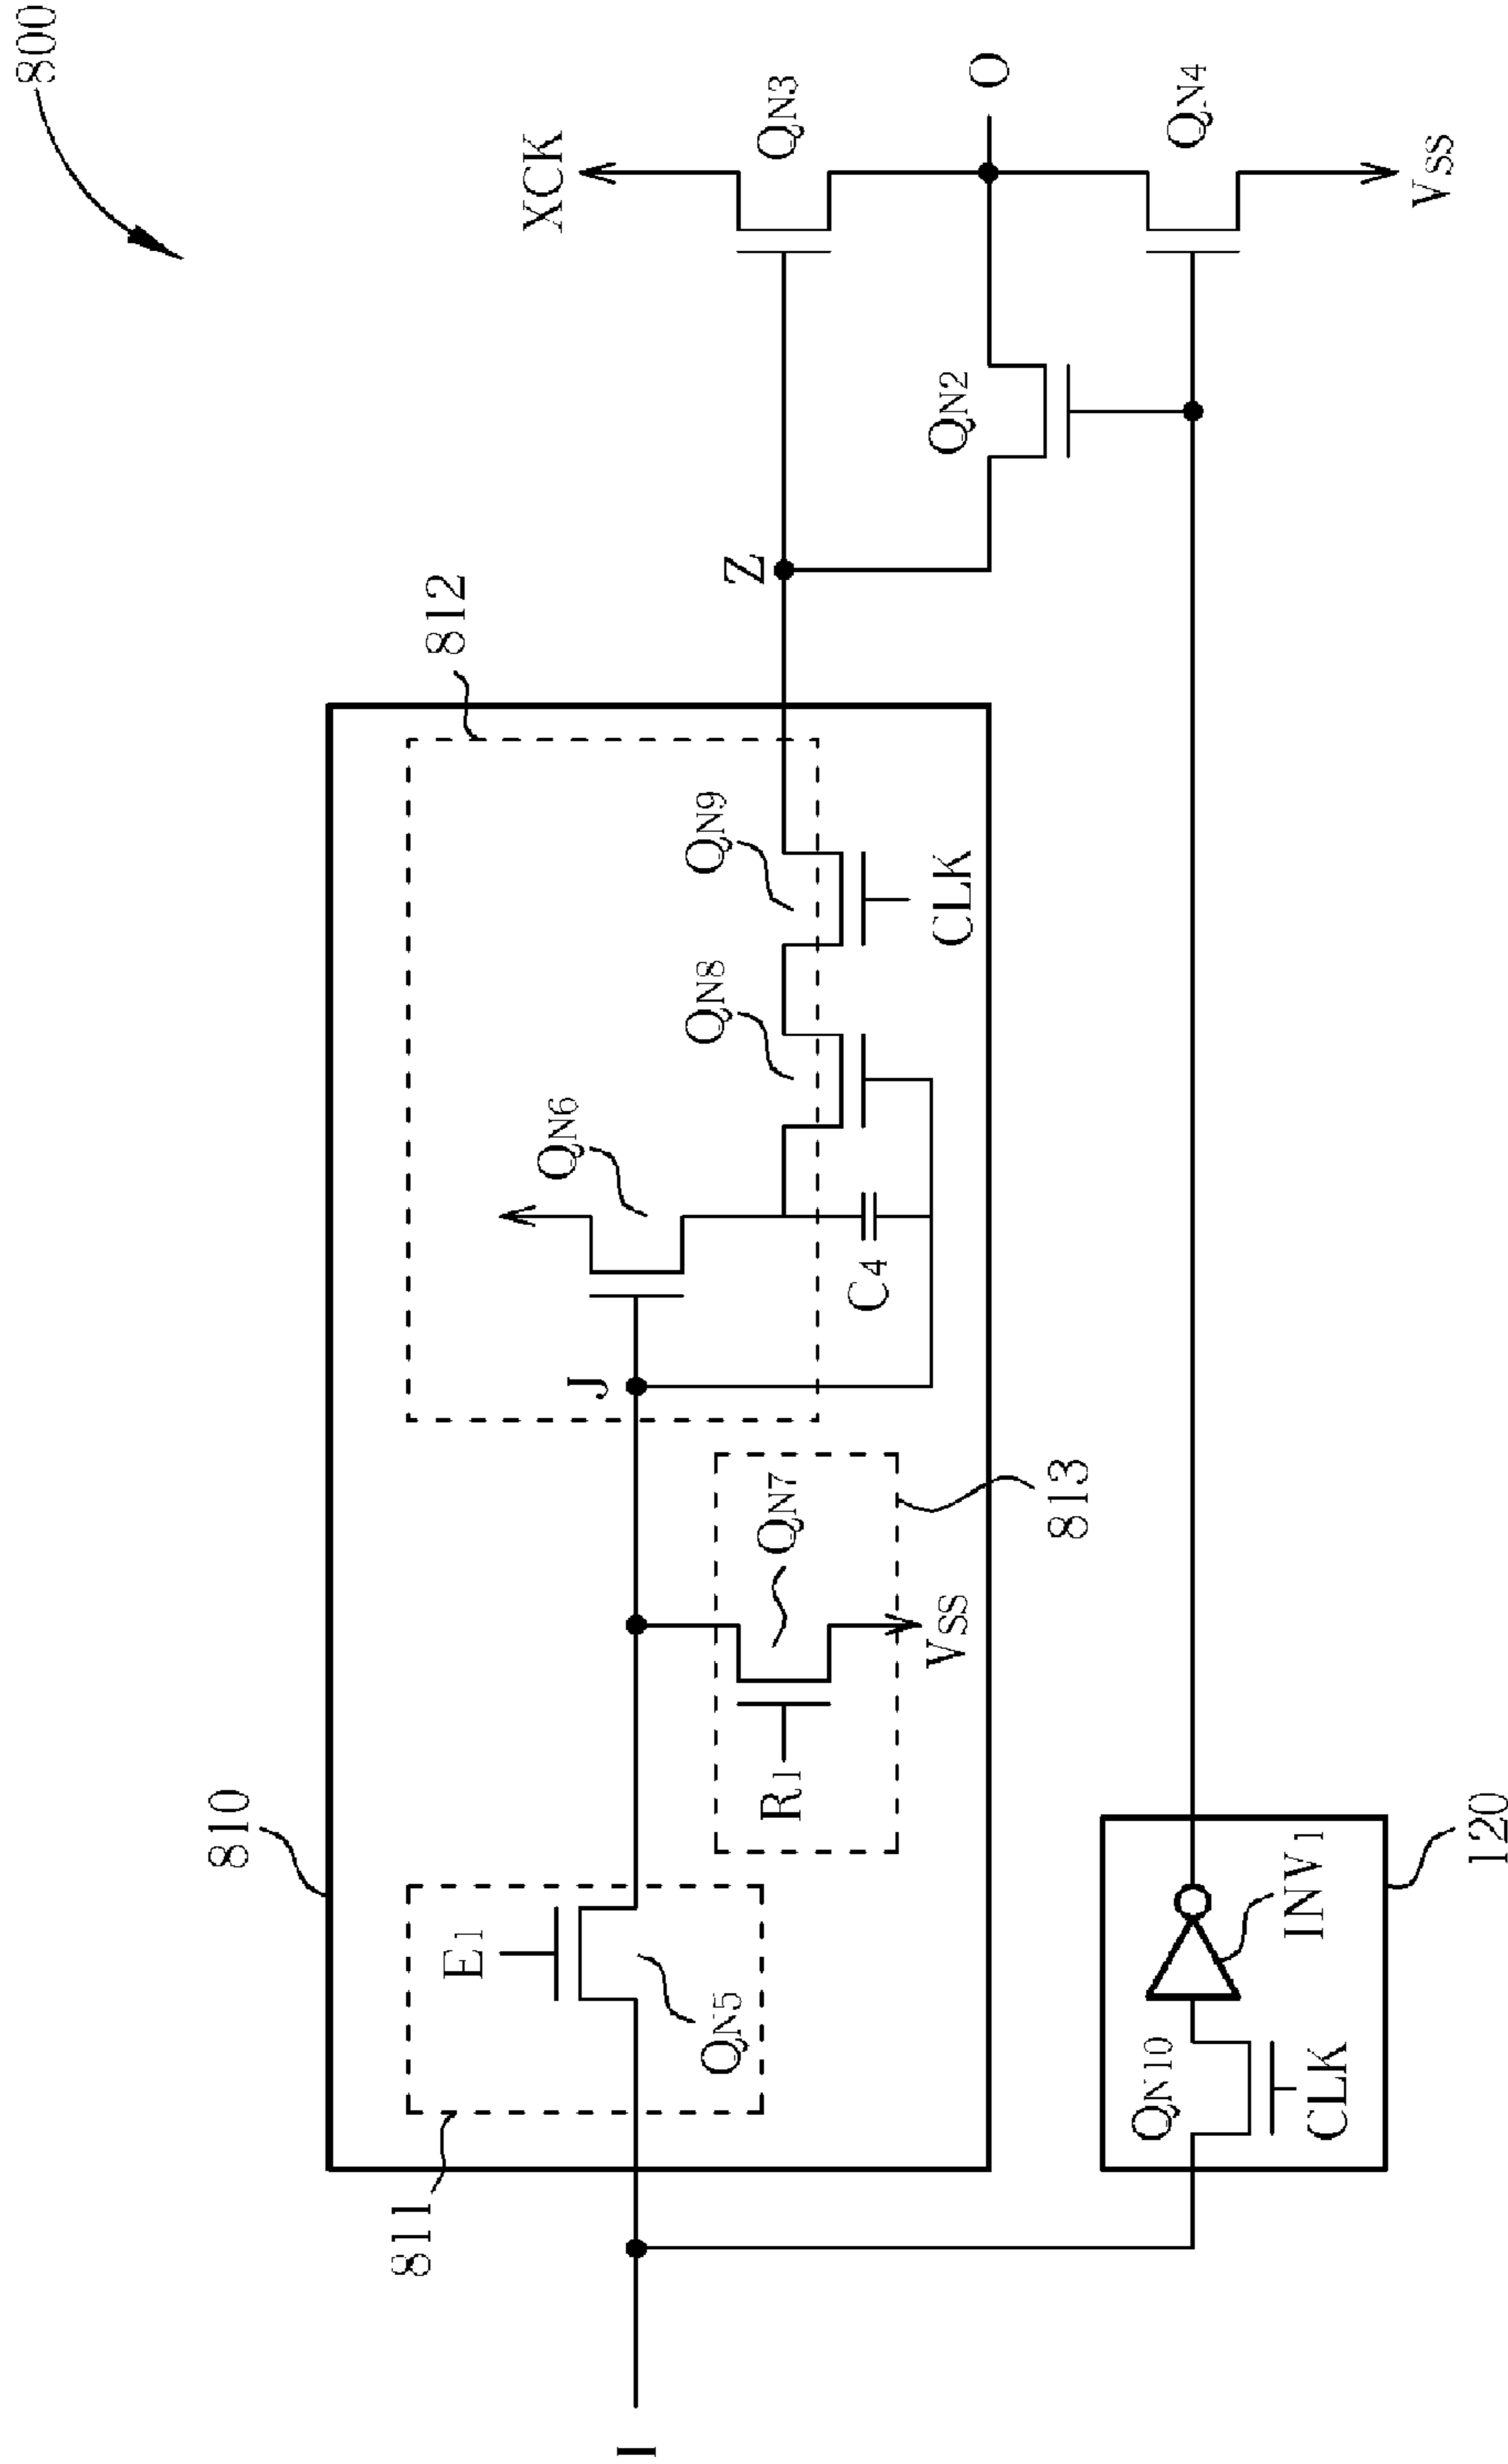 800
810
811
E1
QN5
R1
QN7
VSS
813
J
QN6
C4
812
QN8
QN9
CLK
Z
XCK
QN3
QN2
O
QN4
VSS
I
QN10
CLK
INV1
120